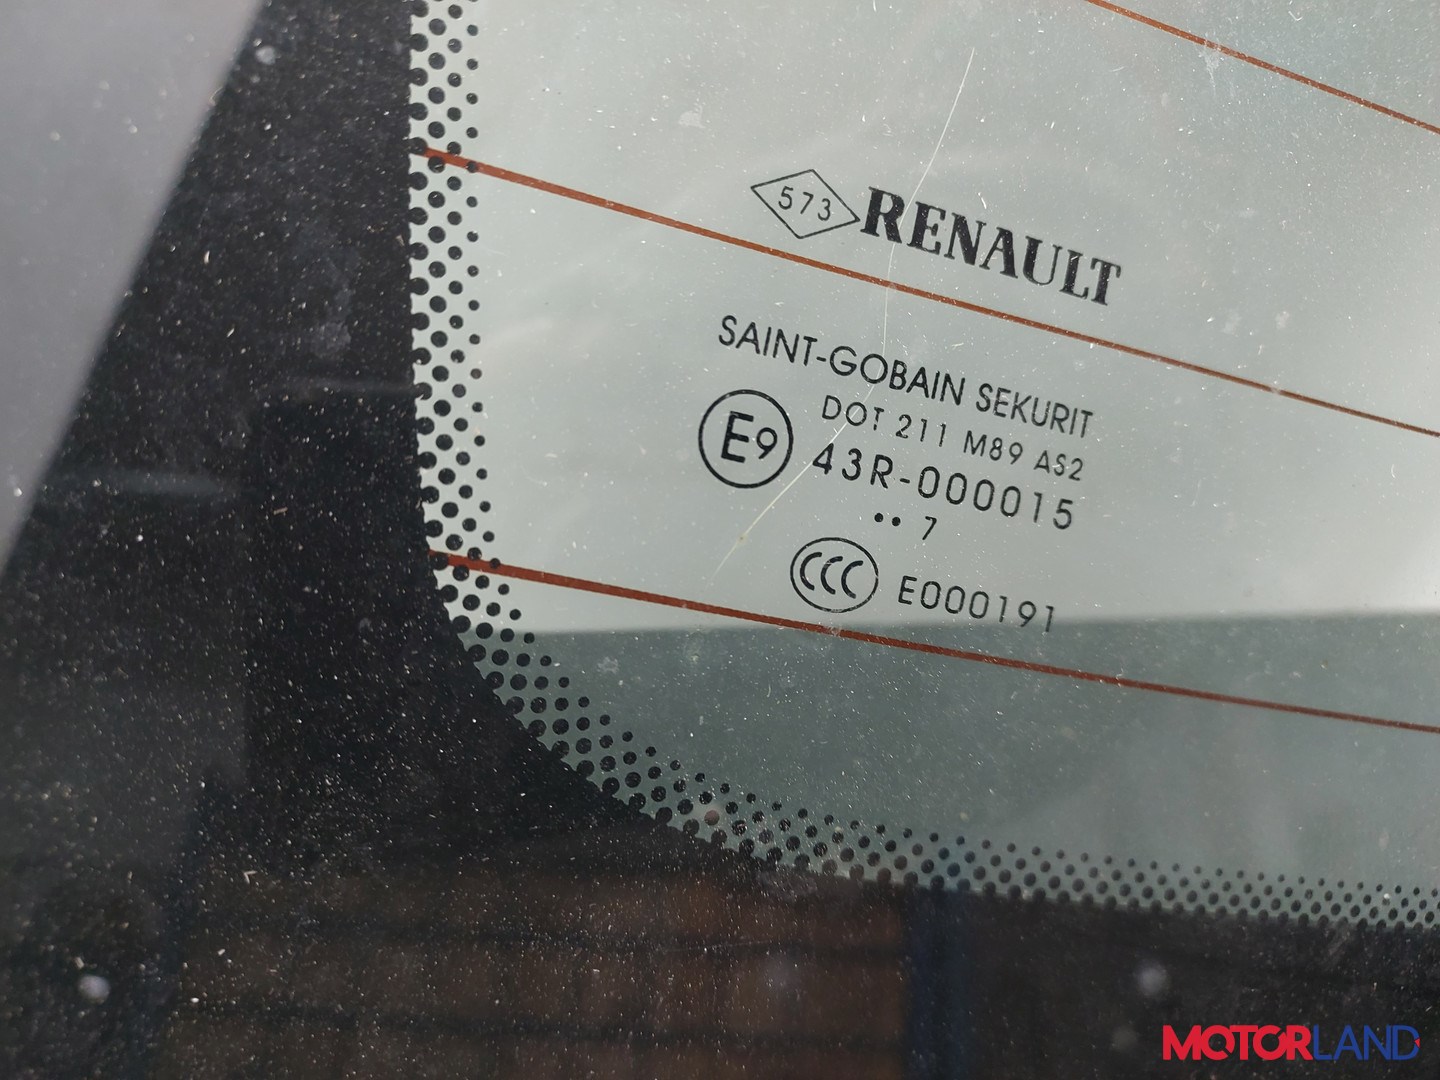 573 RENAULT
SAINT-GOBAIN SEKURIT
DOT 211 M89 AS2
E9 43R-000015
•• 7
CCC E000191
MOTORLAND